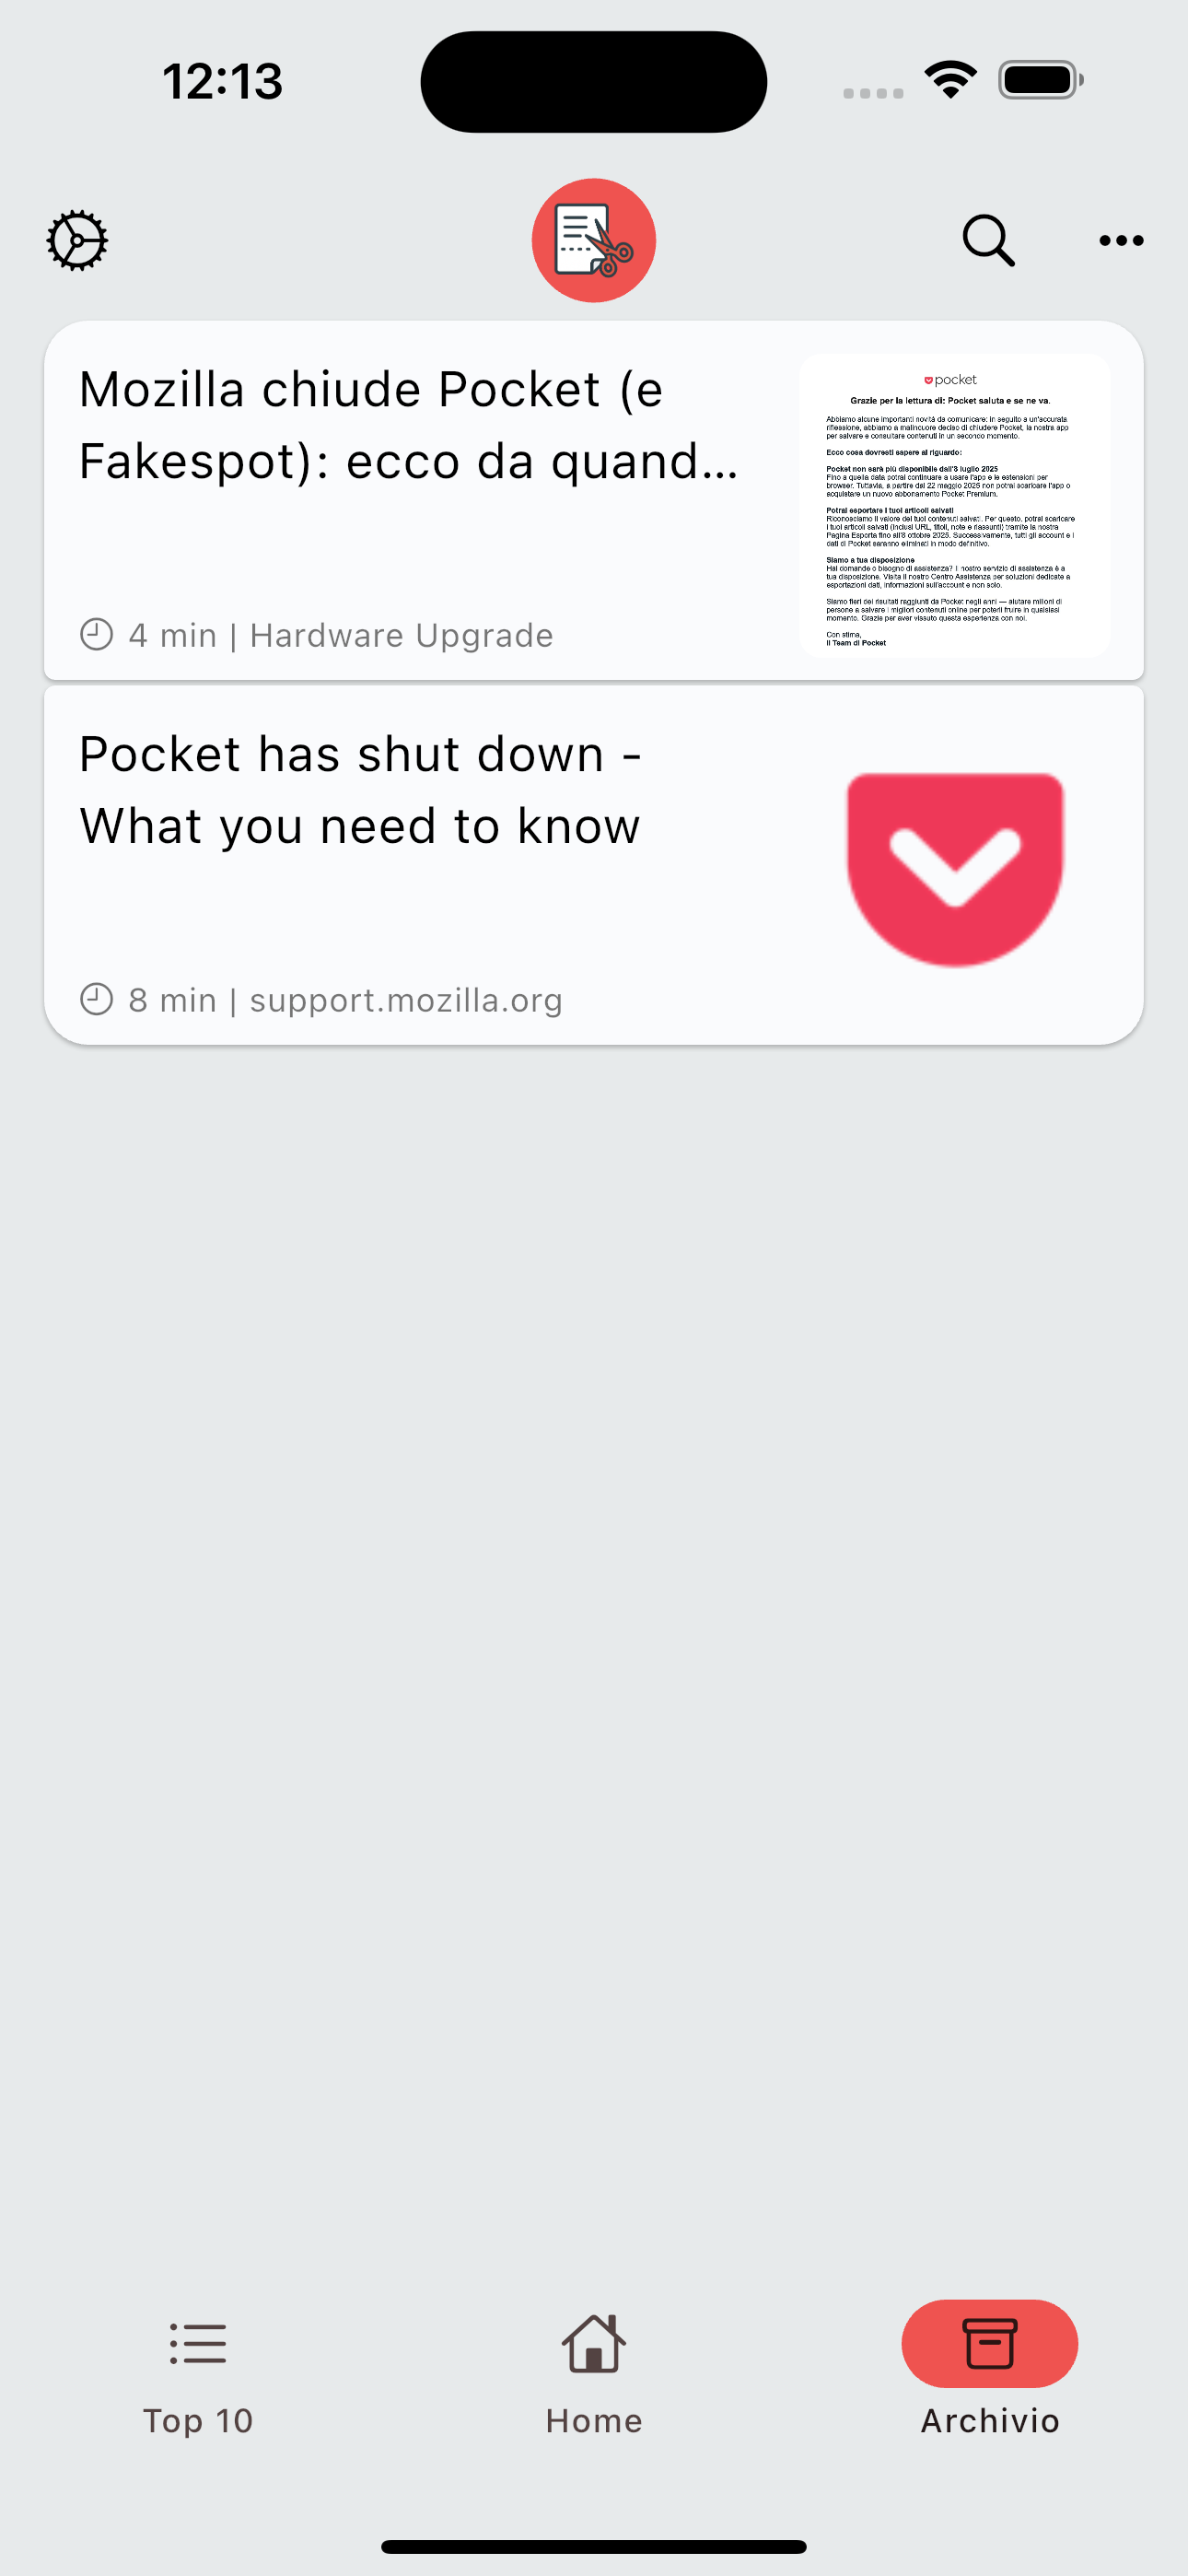 12:13
Mozilla chiude Pocket (e
Fakespot): ecco da quand...
4 min | Hardware Upgrade
pocket
Grazie per la lettura di: Pocket saluta e se ne va.
Abbiamo alcune importanti novità da comunicare: in seguito a un'accurata
riflessione, abbiamo a malincuore deciso di chiudere Pocket, la nostra app
per salvare e consultare contenuti in un secondo momento.
Ecco cosa dovresti sapere al riguardo:
Pocket non sarà più disponibile dall'8 luglio 2025
Fino a quella data potrai continuare a usare l'app e le estensioni per
browser. Tuttavia, a partire dal 22 maggio 2025 non potrai scaricare l'app o
acquistare un nuovo abbonamento Pocket Premium.
Potrai esportare i tuoi articoli salvati
Riconosciamo il valore dei tuoi contenuti salvati. Per questo, potrai scaricare
i tuoi articoli salvati (inclusi URL, titoli, note e riassunti) tramite la nostra
Pagina Esporta fino all'8 ottobre 2025. Successivamente, tutti gli account e i
dati di Pocket saranno eliminati in modo definitivo.
Siamo a tua disposizione
Hai domande o bisogno di assistenza? Il nostro servizio di assistenza è a
tua disposizione. Visita il nostro Centro Assistenza per soluzioni dedicate a
esportazioni dati, informazioni sull'account e non solo.
Siamo fieri dei risultati raggiunti da Pocket negli anni — aiutare milioni di
persone a salvare i migliori contenuti online per poterli fruire in qualsiasi
momento. Grazie per aver vissuto questa esperienza con noi.
Con stima,
Il Team di Pocket
Pocket has shut down -
What you need to know
8 min | support.mozilla.org
Top 10
Home
Archivio